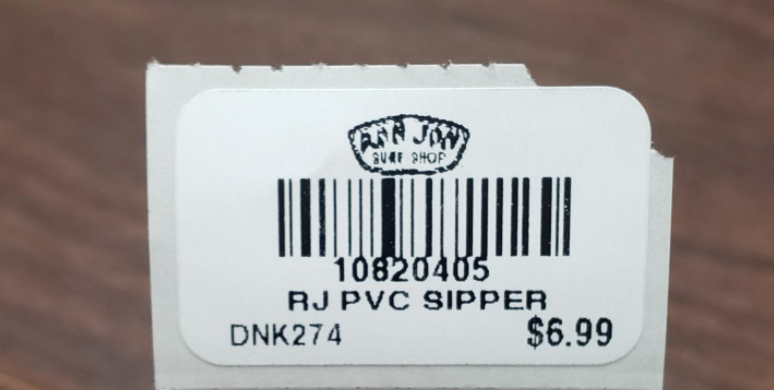 RON JON
SURF SHOP
10820405
RJ PVC SIPPER
DNK274 $6.99